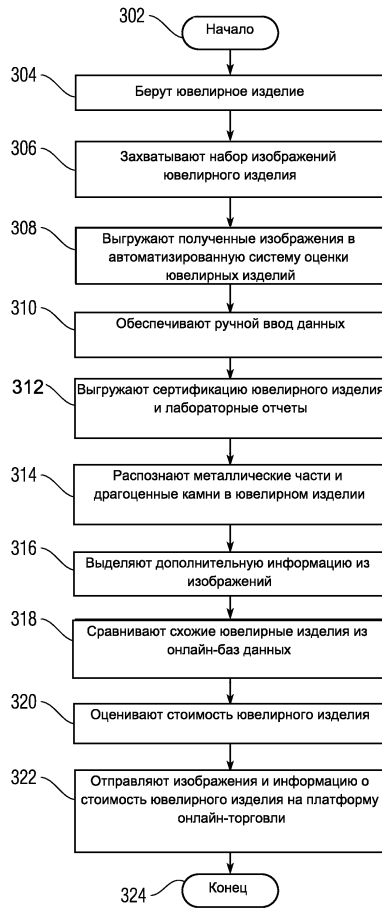 302
Начало
304
Берут ювелирное изделие
306
Захватывают набор изображений
ювелирного изделия
308
Выгружают полученные изображения в
автоматизированную систему оценки
ювелирных изделий
310
Обеспечивают ручной ввод данных
312
Выгружают сертификацию ювелирного изделия
и лабораторные отчеты
314
Распознают металлические части и
драгоценные камни в ювелирном изделии
316
Выделяют дополнительную информацию из
изображений
318
Сравнивают схожие ювелирные изделия из
онлайн-баз данных
320
Оценивают стоимость ювелирного изделия
322
Отправляют изображения и информацию о
стоимость ювелирного изделия на платформу
онлайн-торговли
324
Конец